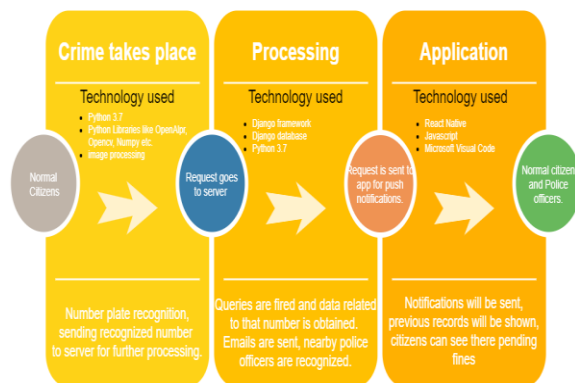 Crime takes place
Technology used
Python 3.7
Python Libraries like OpenAlpr,
Opencv, Numpy etc.
Image processing
Normal
Citizens
Number plate recognition,
sending recognized number
to server for further processing.
Request goes
to server
Processing
Technology used
Django framework
Django database
Python 3.7
Queries are fired and data related
to that number is obtained.
Emails are sent, nearby police
officers are recognized.
Request is sent to
app for push
notifications.
Application
Technology used
React Native
Javascript
Microsoft Visual Code
Notifications will be sent,
previous records will be shown,
citizens can see there pending
fines
Normal citizen
and Police
officers.